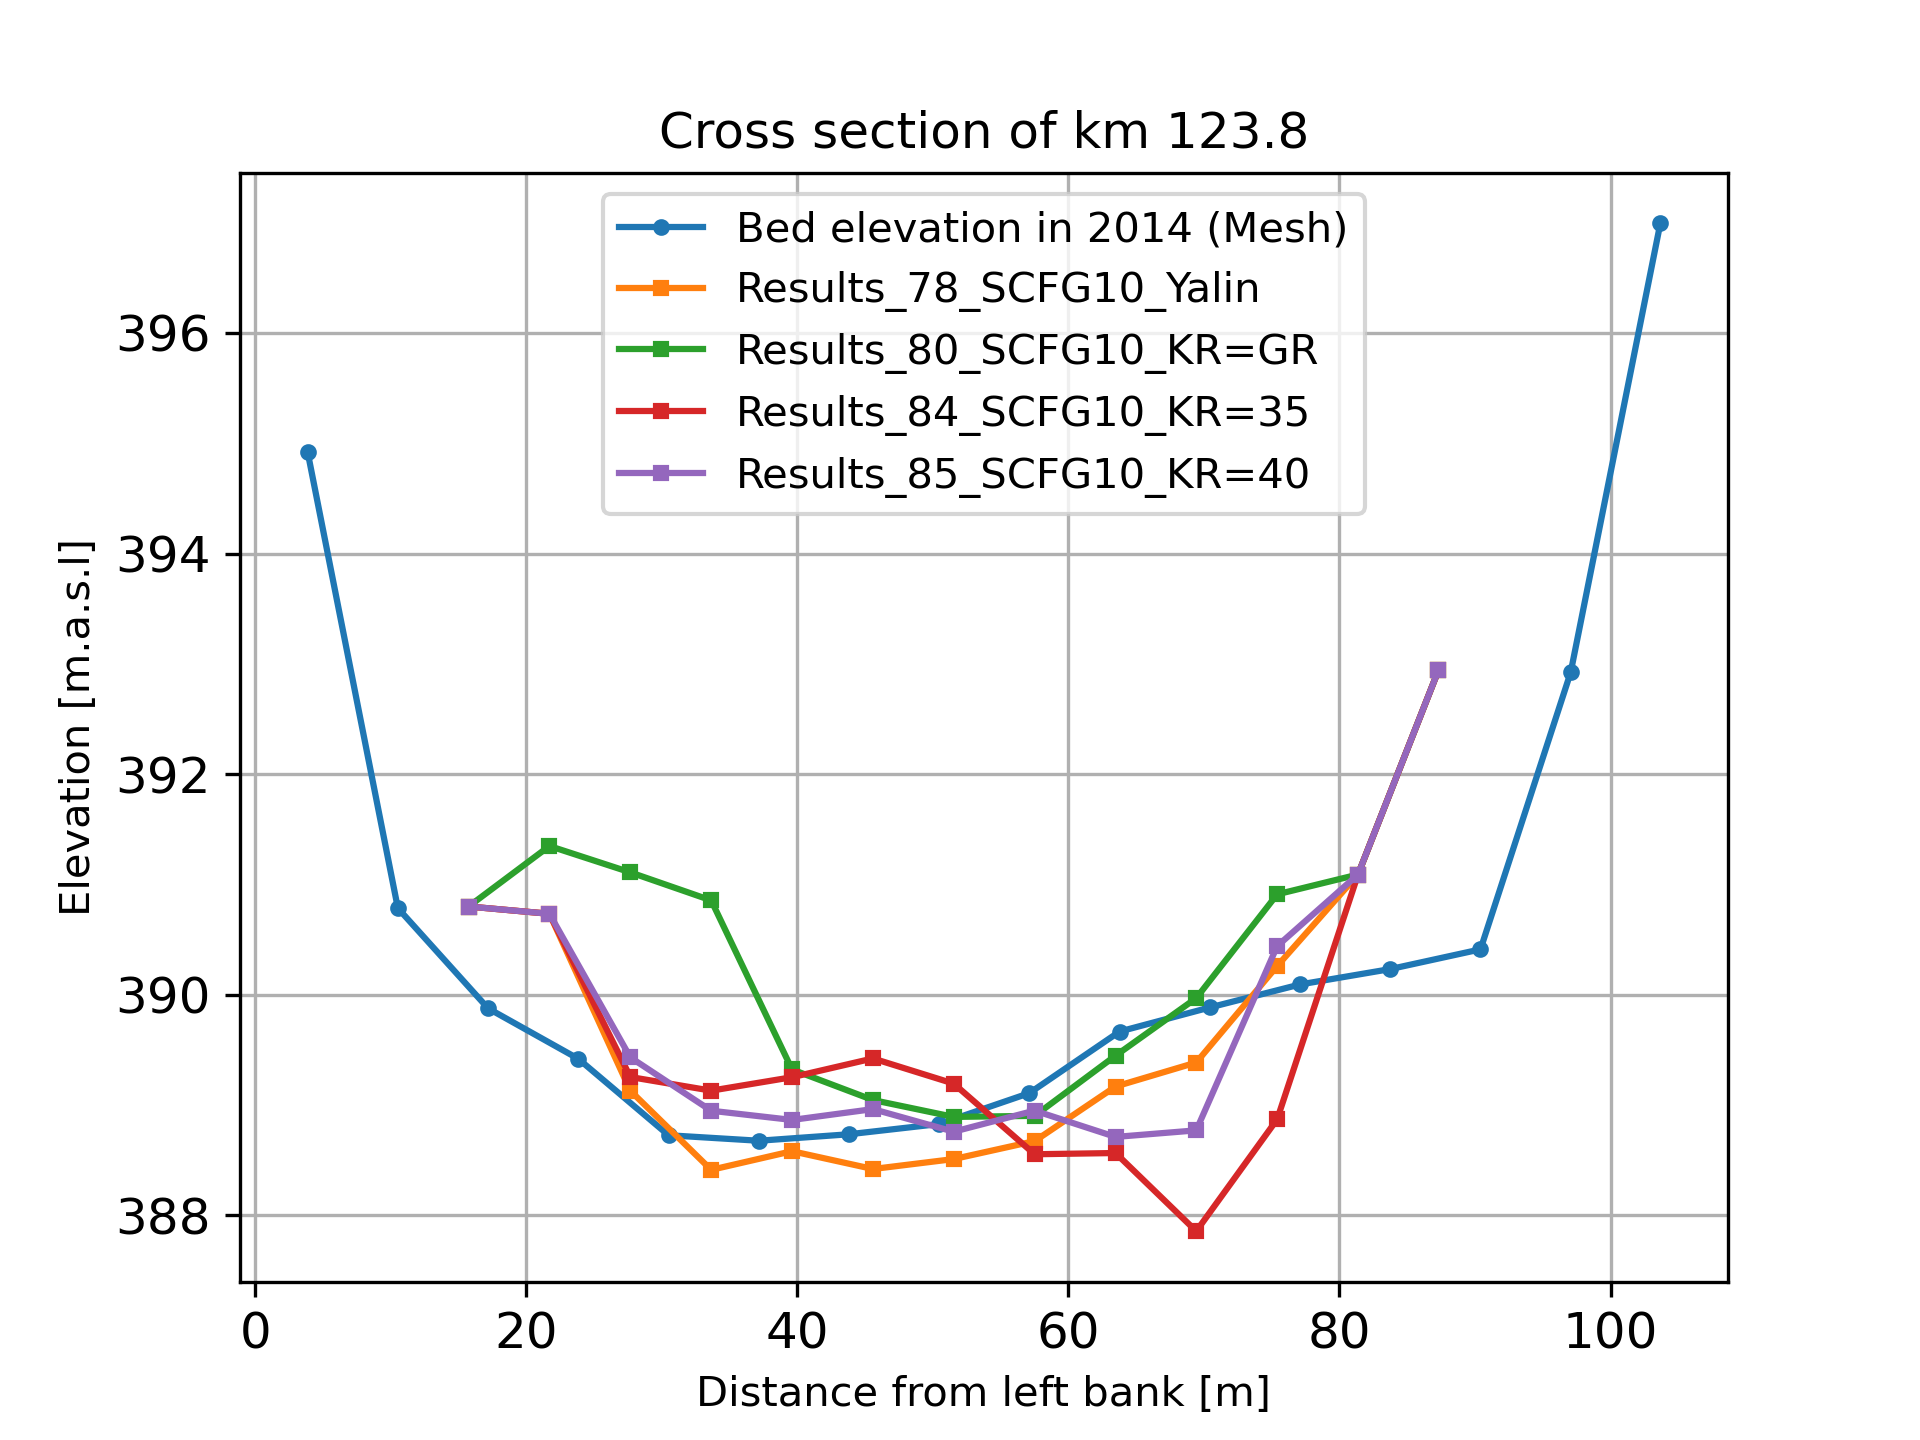 Cross section of km 123.8
Bed elevation in 2014 (Mesh)
Results_78_SCFG10_Yalin
Results_80_SCFG10_KR=GR
Results_84_SCFG10_KR=35
Results_85_SCFG10_KR=40
Elevation [m.a.s.l]
396
394
392
390
388
0 20 40 60 80 100
Distance from left bank [m]